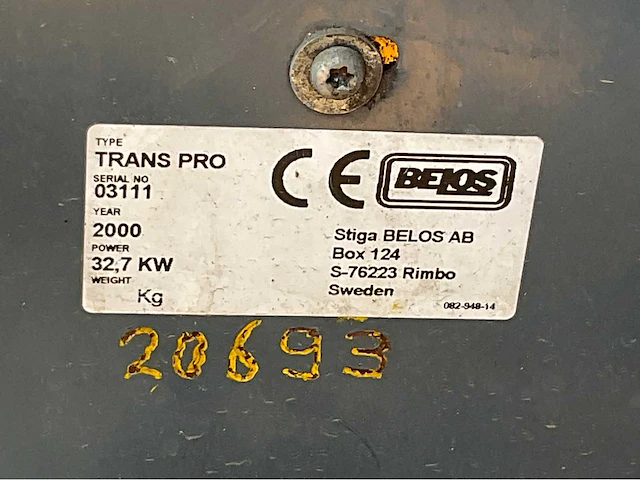 TYPE
TRANS PRO
SERIAL NO
03111
YEAR
2000
POWER
32,7 KW
WEIGHT
Kg
CE
BELOS
Stiga BELOS AB
Box 124
S-76223 Rimbo
Sweden
082-948-14
20693